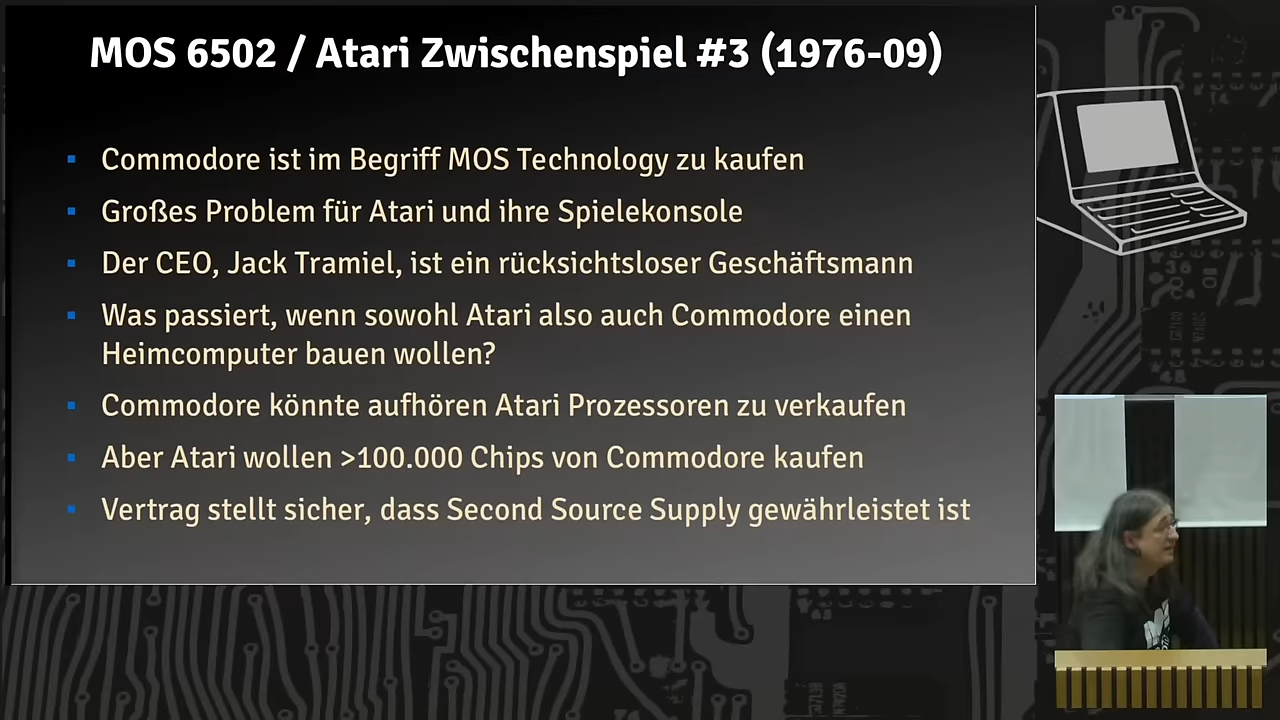 MOS 6502 / Atari Zwischenspiel #3 (1976-09)
Commodore ist im Begriff MOS Technology zu kaufen
Großes Problem für Atari und ihre Spielekonsole
Der CEO, Jack Tramiel, ist ein rücksichtsloser Geschäftsmann
Was passiert, wenn sowohl Atari also auch Commodore einen
Heimcomputer bauen wollen?
Commodore könnte aufhören Atari Prozessoren zu verkaufen
Aber Atari wollen >100.000 Chips von Commodore kaufen
Vertrag stellt sicher, dass Second Source Supply gewährleistet ist